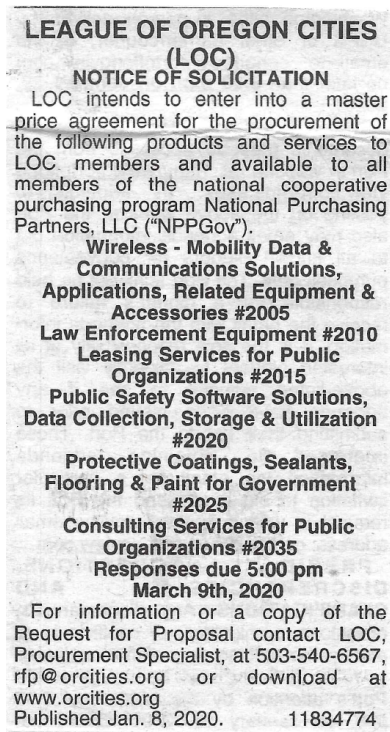 LEAGUE OF OREGON CITIES
(LOC)
NOTICE OF SOLICITATION
LOC intends to enter into a master
price agreement for the procurement of
the following products and services to
LOC members and available to all
members of the national cooperative
purchasing program National Purchasing
Partners, LLC ("NPPGov").
Wireless - Mobility Data &
Communications Solutions,
Applications, Related Equipment &
Accessories #2005
Law Enforcement Equipment #2010
Leasing Services for Public
Organizations #2015
Public Safety Software Solutions,
Data Collection, Storage & Utilization
#2020
Protective Coatings, Sealants,
Flooring & Paint for Government
#2025
Consulting Services for Public
Organizations #2035
Responses due 5:00 pm
March 9th, 2020
For information or a copy of the
Request for Proposal contact LOC,
Procurement Specialist, at 503-540-6567,
rfp@orcities.org or download at
www.orcities.org
Published Jan. 8, 2020. 11834774